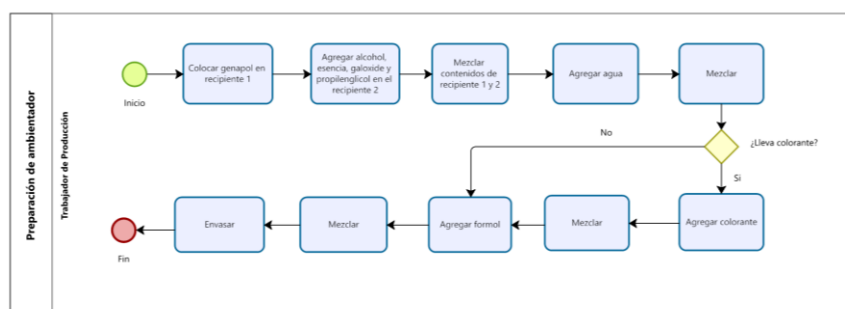 Preparación de ambientador
Trabajador de Producción
Inicio
Colocar genapol en
recipiente 1
Agregar alcohol,
esencia, galoxide y
propilenglicol en el
recipiente 2
Mezclar
contenidos de
recipiente 1 y 2
Agregar agua
Mezclar
¿Lleva colorante?
No
Si
Agregar colorante
Mezclar
Agregar formol
Mezclar
Envasar
Fin